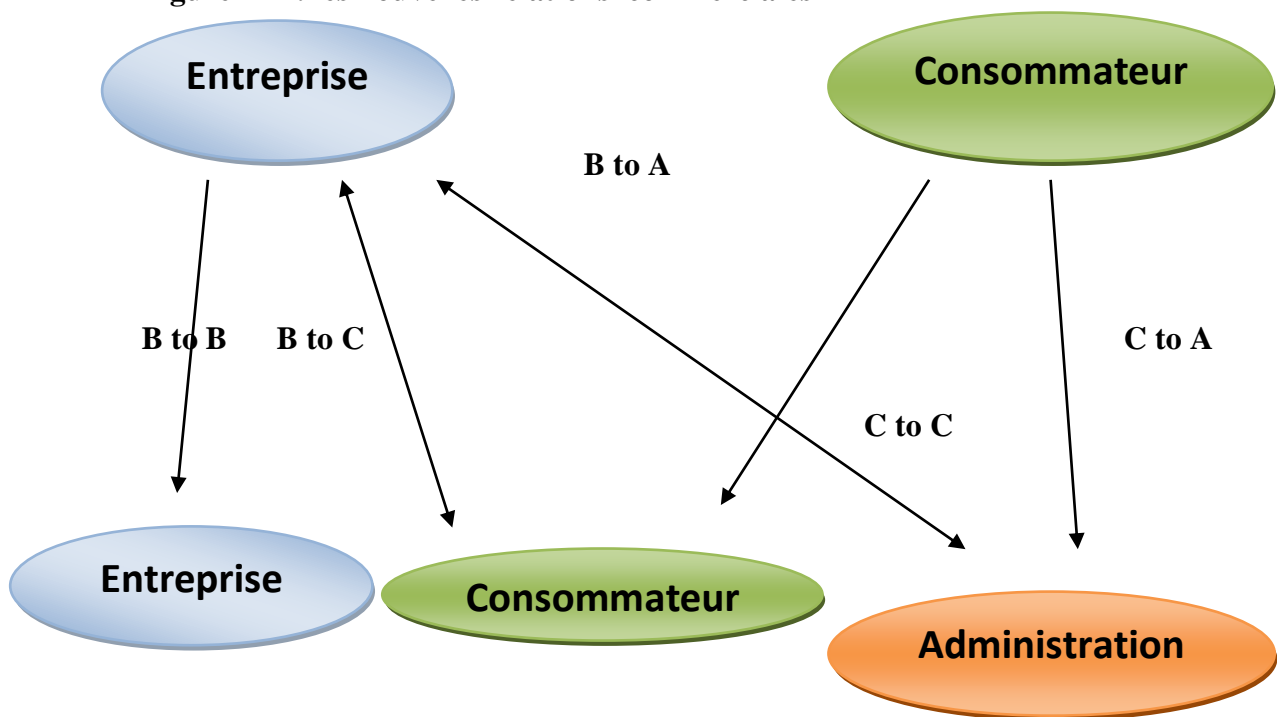 Entreprise
Consommateur
B to A
B to B
B to C
C to A
C to C
Entreprise
Consommateur
Administration